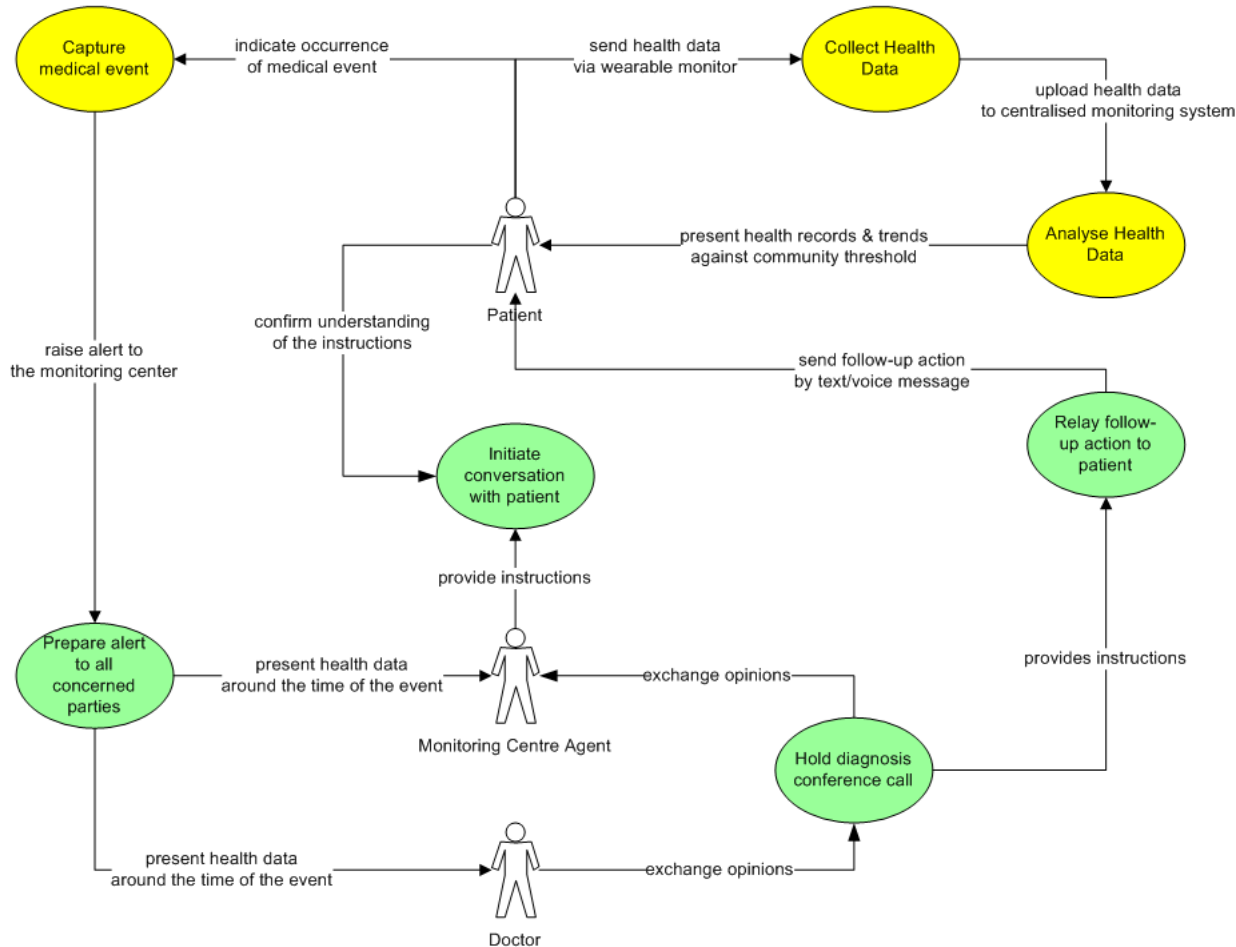 Capture
medical event
indicate occurrence
of medical event
send health data
via wearable monitor
Collect Health
Data
upload health data
to centralised monitoring system
present health records & trends
against community threshold
Analyse Health
Data
Patient
confirm understanding
of the instructions
raise alert to
the monitoring center
send follow-up action
by text/voice message
Relay follow-
up action to
patient
Initiate
conversation
with patient
provide instructions
Prepare alert
to all
concerned
parties
present health data
around the time of the event
exchange opinions
provides instructions
Monitoring Centre Agent
Hold diagnosis
conference call
present health data
around the time of the event
exchange opinions
Doctor